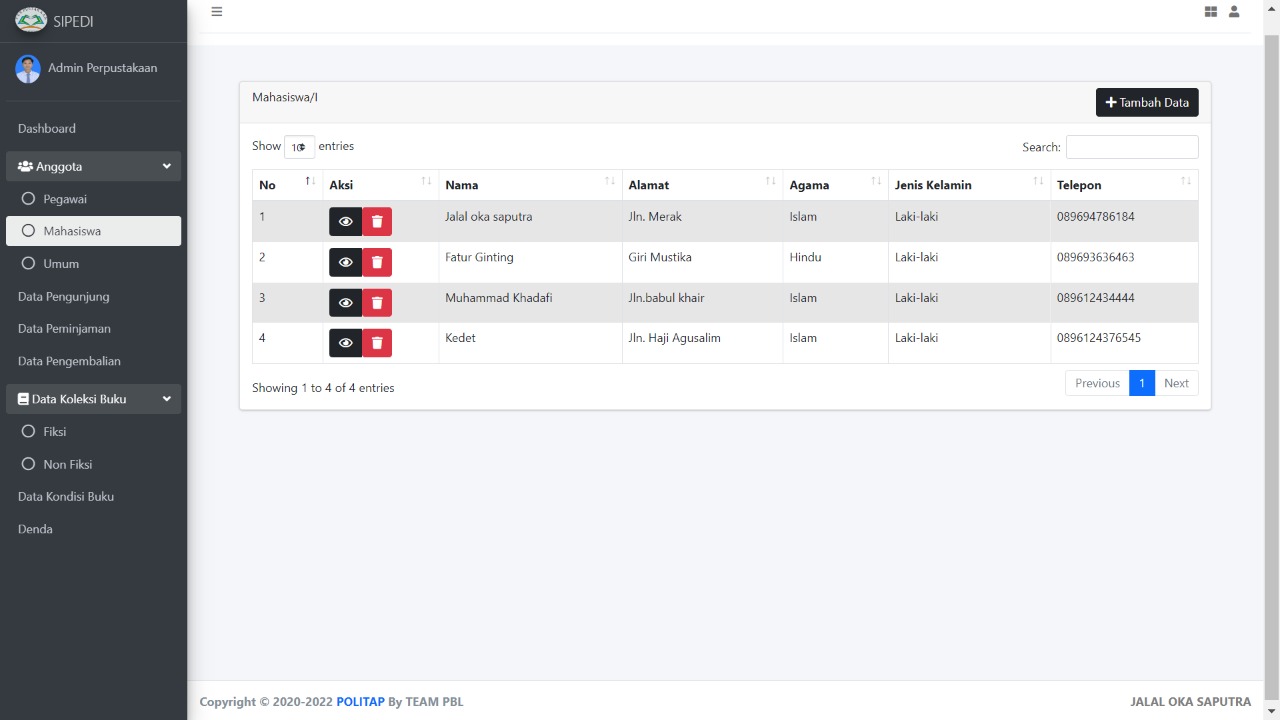 SIPEDI
Admin Perpustakaan
Dashboard
Anggota
Pegawai
Mahasiswa
Umum
Data Pengunjung
Data Peminjaman
Data Pengembalian
Data Koleksi Buku
Fiksi
Non Fiksi
Data Kondisi Buku
Denda
Mahasiswa/I
Tambah Data
Show 10 entries
Search:
No Aksi Nama Alamat Agama Jenis Kelamin Telepon
1 Jalal oka saputra Jln. Merak Islam Laki-laki 089694786184
2 Fatur Ginting Giri Mustika Hindu Laki-laki 089693636463
3 Muhammad Khadafi Jln.babul khair Islam Laki-laki 089612434444
4 Kedet Jln. Haji Agusalim Islam Laki-laki 0896124376545
Showing 1 to 4 of 4 entries
Previous 1 Next
Copyright © 2020-2022 POLITAP By TEAM PBL
JALAL OKA SAPUTRA